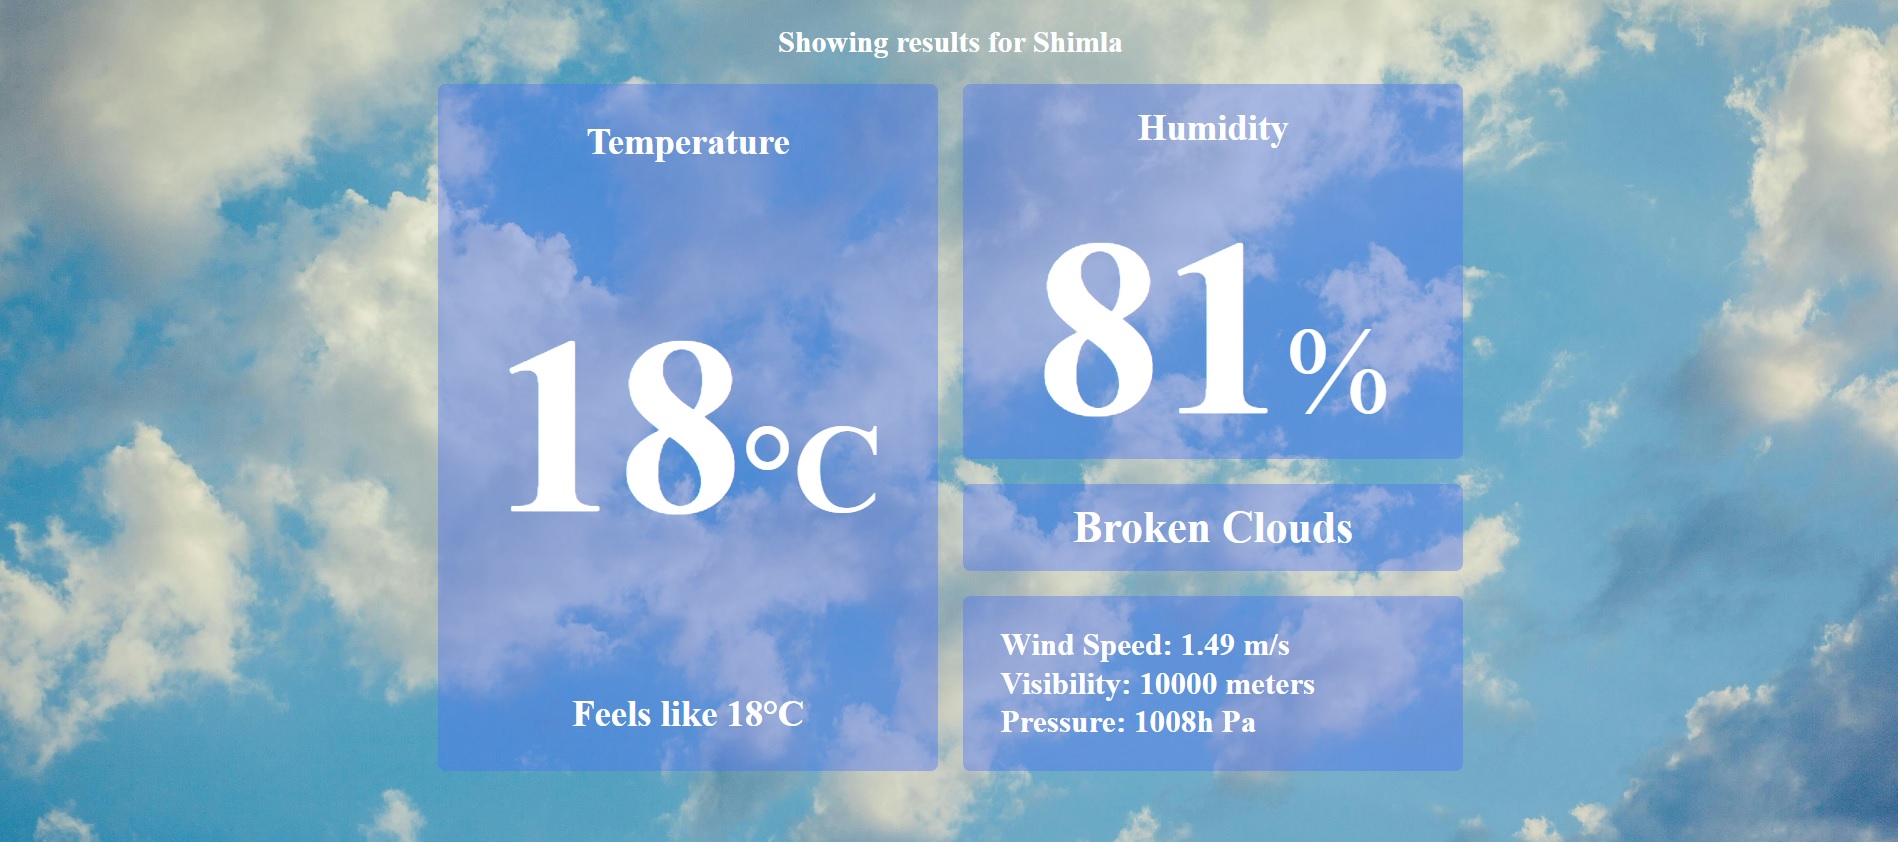 Showing results for Shimla
Temperature
18°C
Feels like 18°C
Humidity
81%
Broken Clouds
Wind Speed: 1.49 m/s
Visibility: 10000 meters
Pressure: 1008h Pa